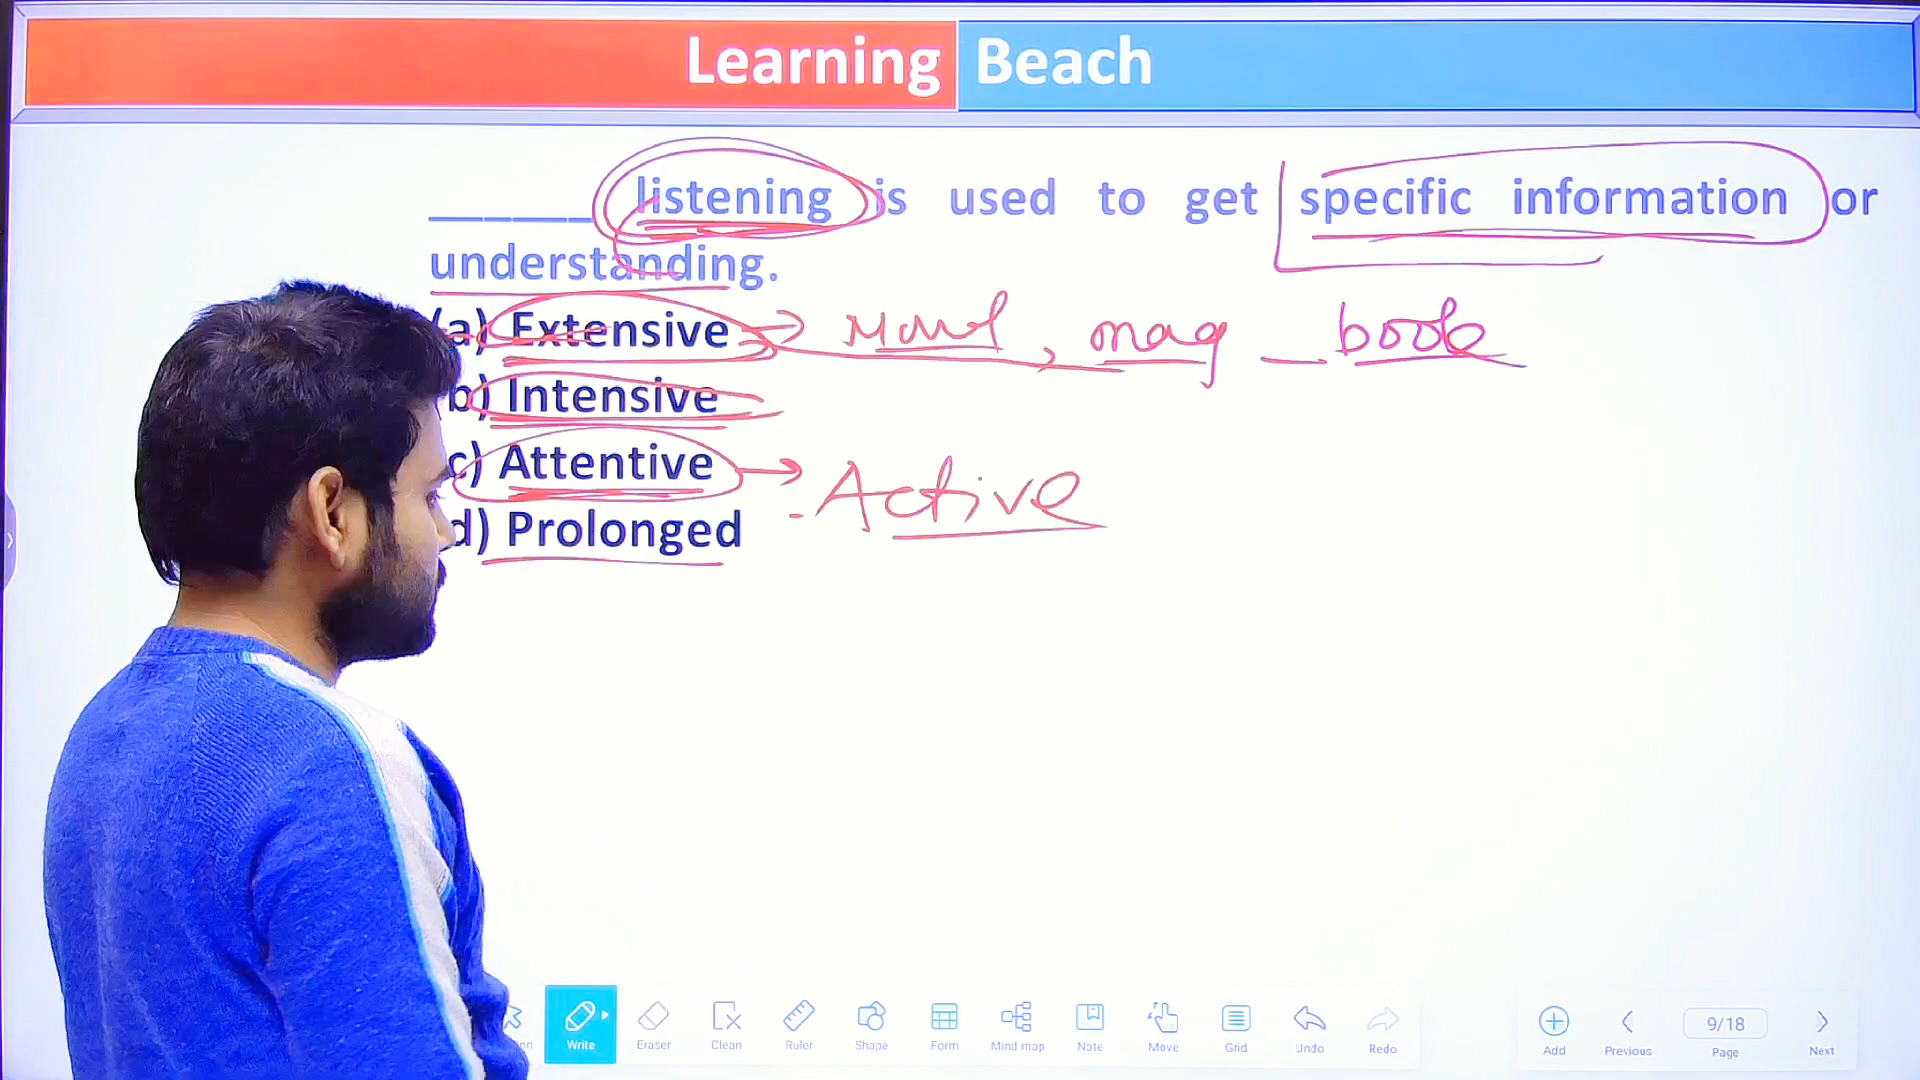 Learning Beach
______ listening is used to get specific information or
understanding.
(a) Extensive → , mag _ book
b) Intensive
c) Attentive → Active
d) Prolonged
Write Eraser Clean Ruler Shape Form Mind map Note Move Grid Undo Redo Add Previous 9/18 Page Next